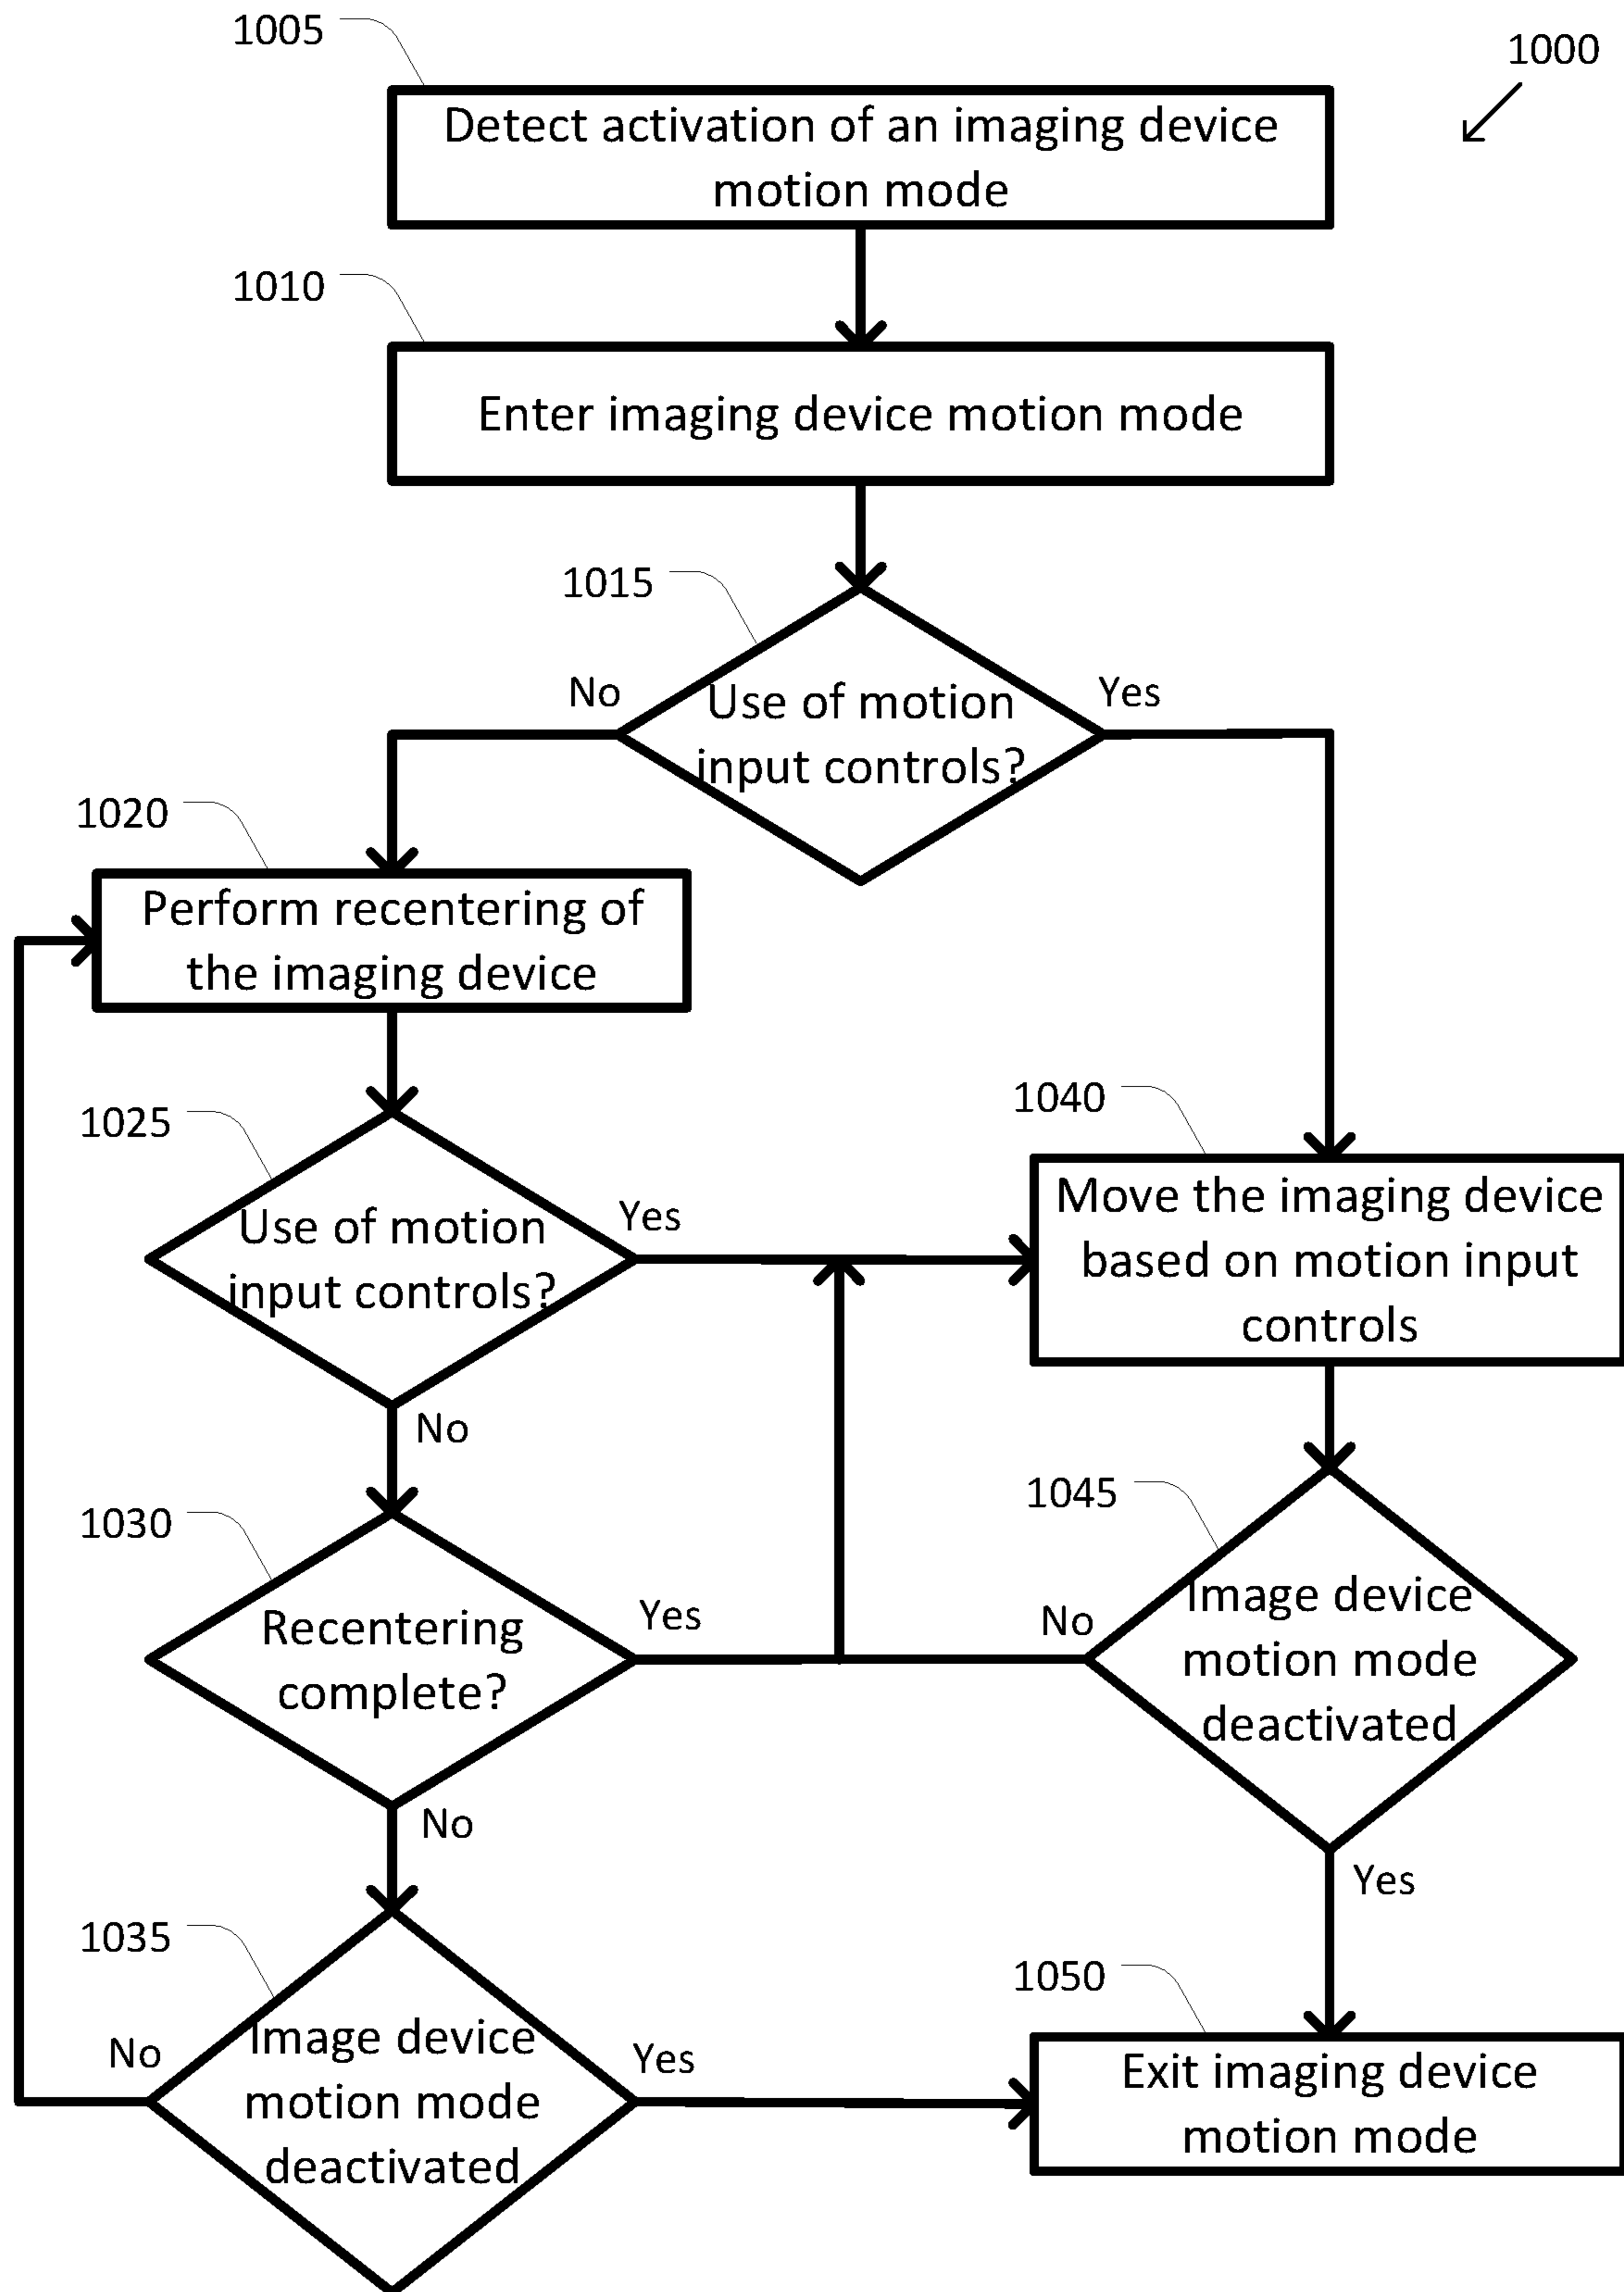 1005
1000
Detect activation of an imaging device
motion mode
1010
Enter imaging device motion mode
1015
No
Yes
Use of motion
input controls?
1020
Perform recentering of
the imaging device
1025
Use of motion
input controls?
Yes
No
1040
Move the imaging device
based on motion input
controls
1030
Recentering
complete?
Yes
No
1045
No
Image device
motion mode
deactivated
Yes
1035
No
Image device
motion mode
deactivated
Yes
1050
Exit imaging device
motion mode